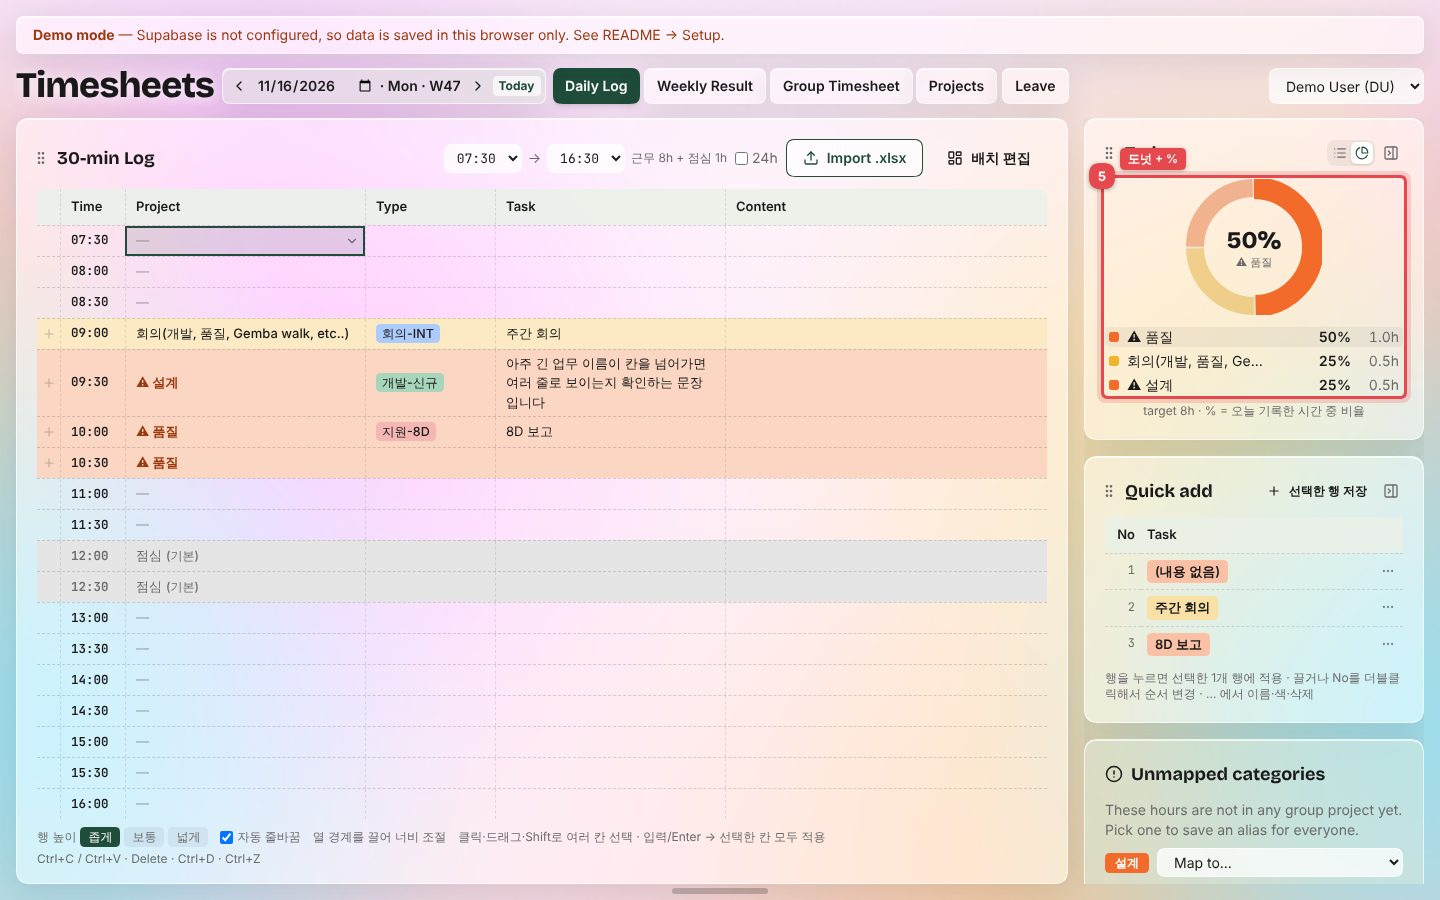 Demo mode — Supabase is not configured, so data is saved in this browser only. See README → Setup.
Timesheets
11/16/2026 · Mon · W47 Today
Daily Log
Weekly Result
Group Timesheet
Projects
Leave
Demo User (DU)
30-min Log
07:30 → 16:30 근무 8h + 점심 1h 24h
Import .xlsx
배치 편집
Time Project Type Task Content
07:30 —
08:00 —
08:30 —
+ 09:00 회의(개발, 품질, Gemba walk, etc..) 회의-INT 주간 회의
+ 09:30 ⚠ 설계 개발-신규 아주 긴 업무 이름이 칸을 넘어가면
여러 줄로 보이는지 확인하는 문장
입니다
+ 10:00 ⚠ 품질 지원-8D 8D 보고
+ 10:30 ⚠ 품질
11:00 —
11:30 —
12:00 점심 (기본)
12:30 점심 (기본)
13:00 —
13:30 —
14:00 —
14:30 —
15:00 —
15:30 —
16:00 —
행 높이 좁게 보통 넓게 자동 줄바꿈 열 경계를 끌어 너비 조절 클릭·드래그·Shift로 여러 칸 선택 · 입력/Enter → 선택한 칸 모두 적용
Ctrl+C / Ctrl+V · Delete · Ctrl+D · Ctrl+Z
도넛 + %
5
50%
⚠ 품질
⚠ 품질 50% 1.0h
회의(개발, 품질, Ge... 25% 0.5h
⚠ 설계 25% 0.5h
target 8h · % = 오늘 기록한 시간 중 비율
Quick add
+ 선택한 행 저장
No Task
1 (내용 없음) ...
2 주간 회의 ...
3 8D 보고 ...
행을 누르면 선택한 1개 행에 적용 · 끌거나 No를 더블클
릭해서 순서 변경 · ... 에서 이름·색·삭제
Unmapped categories
These hours are not in any group project yet.
Pick one to save an alias for everyone.
설계 Map to...